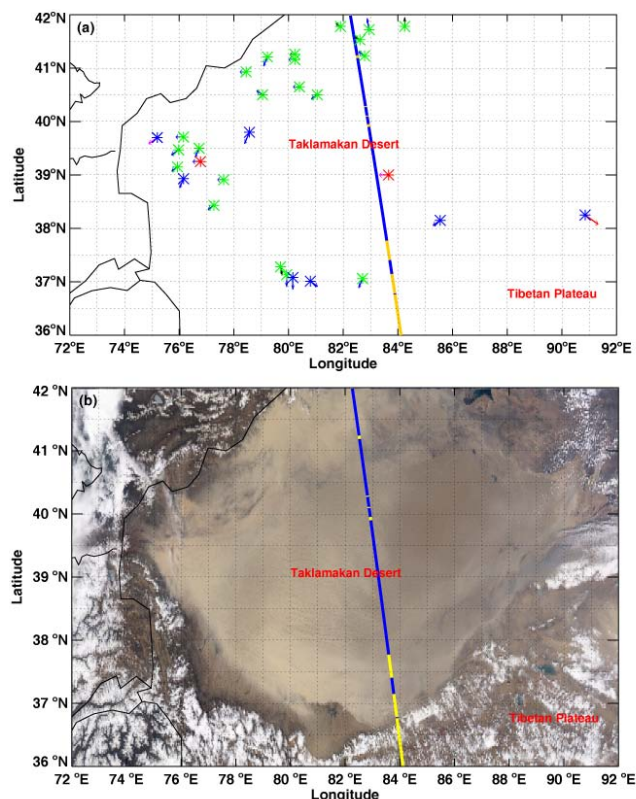 (a)
42 °N
41 °N
40 °N
39 °N
38 °N
37 °N
36 °N
Latitude
Taklamakan Desert
Tibetan Plateau
72 °E 74 °E 76 °E 78 °E 80 °E 82 °E 84 °E 86 °E 88 °E 90 °E 92 °E
Longitude
(b)
42 °N
41 °N
40 °N
39 °N
38 °N
37 °N
36 °N
Latitude
Taklamakan Desert
Tibetan Plateau
72 °E 74 °E 76 °E 78 °E 80 °E 82 °E 84 °E 86 °E 88 °E 90 °E 92 °E
Longitude